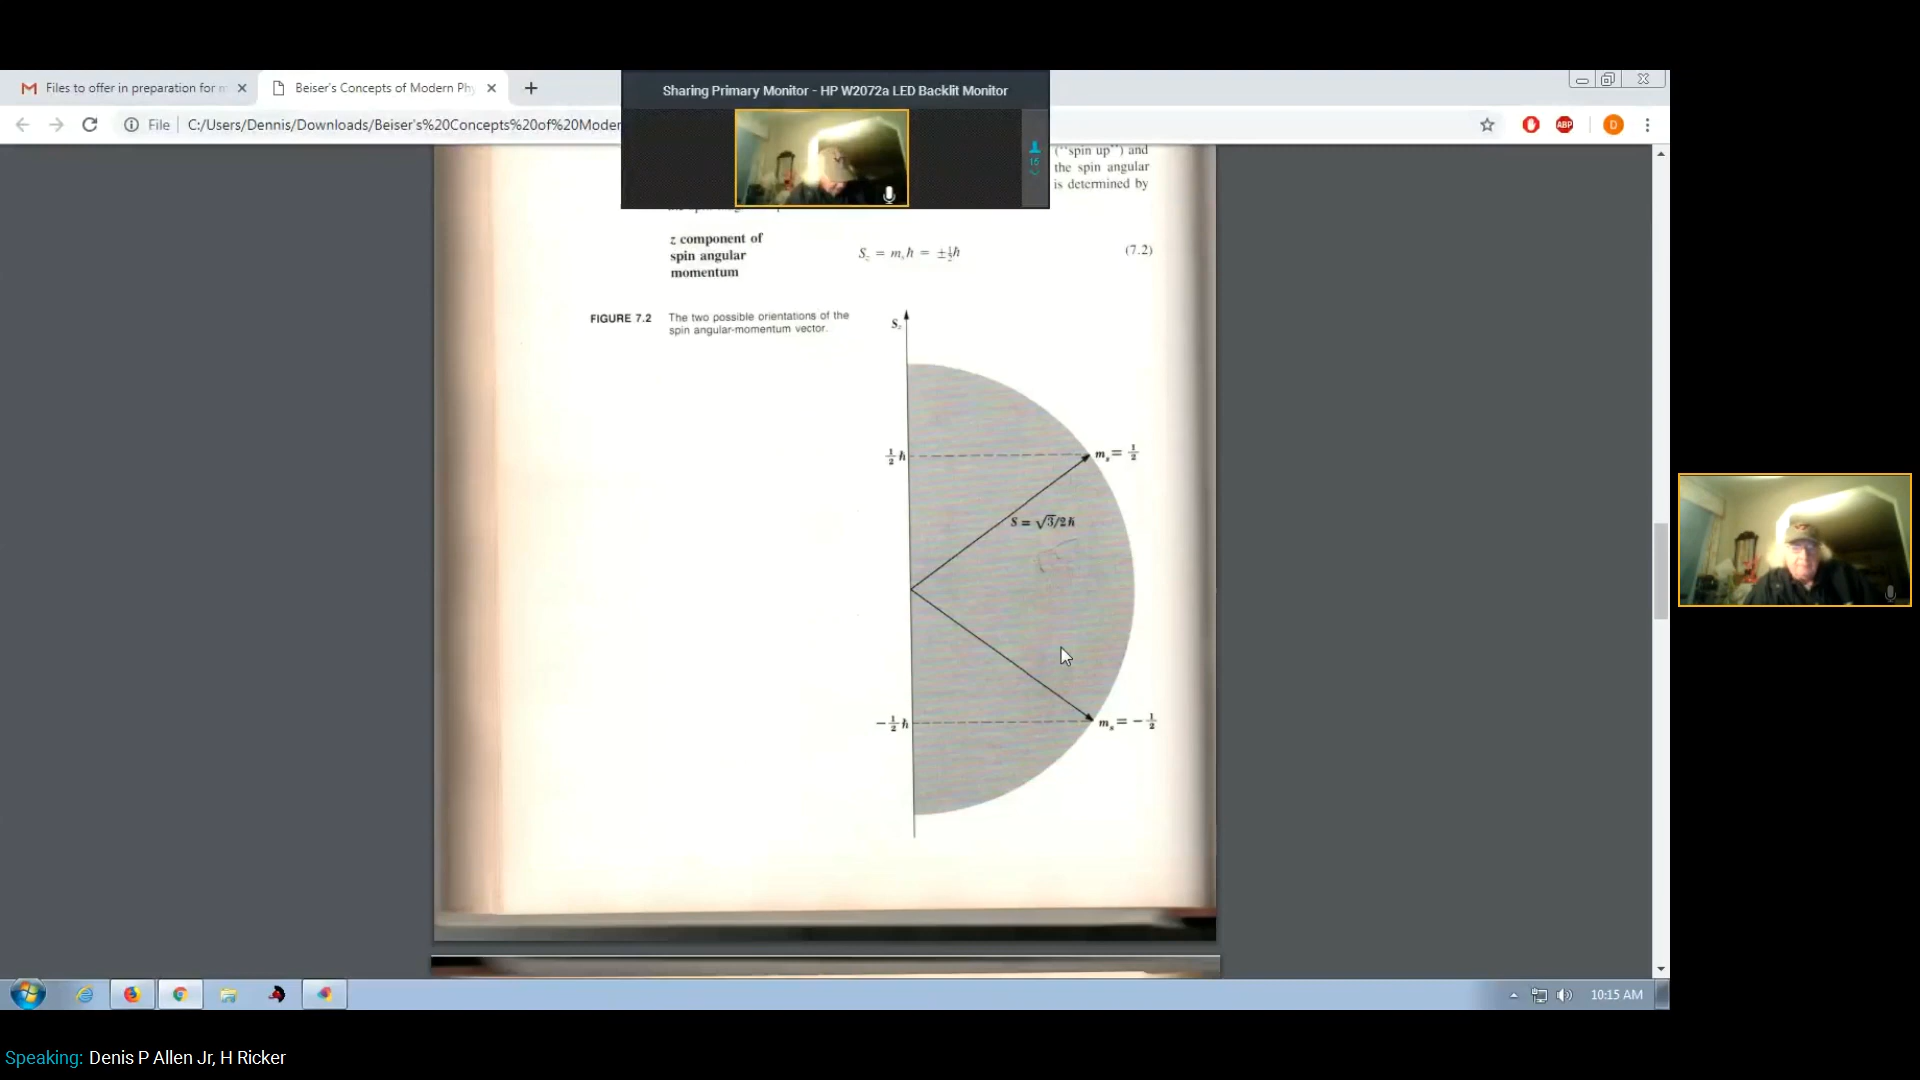 Files to offer in preparation for m
Beiser's Concepts of Modern Phy
Sharing Primary Monitor - HP W2072a LED Backlit Monitor
File
C:/Users/Dennis/Downloads/Beiser's%20Concepts%20of%20Moder
ABP
D
15
("spin up") and
the spin angular
is determined by
z component of
spin angular
momentum
S_z = m_s ħ = ±½ħ
(7.2)
FIGURE 7.2 The two possible orientations of the
spin angular-momentum vector.
S_z
½ ħ
m_s = ½
S = √3/2 ħ
−½ ħ
m_s = −½
10:15 AM
Speaking: Denis P Allen Jr, H Ricker